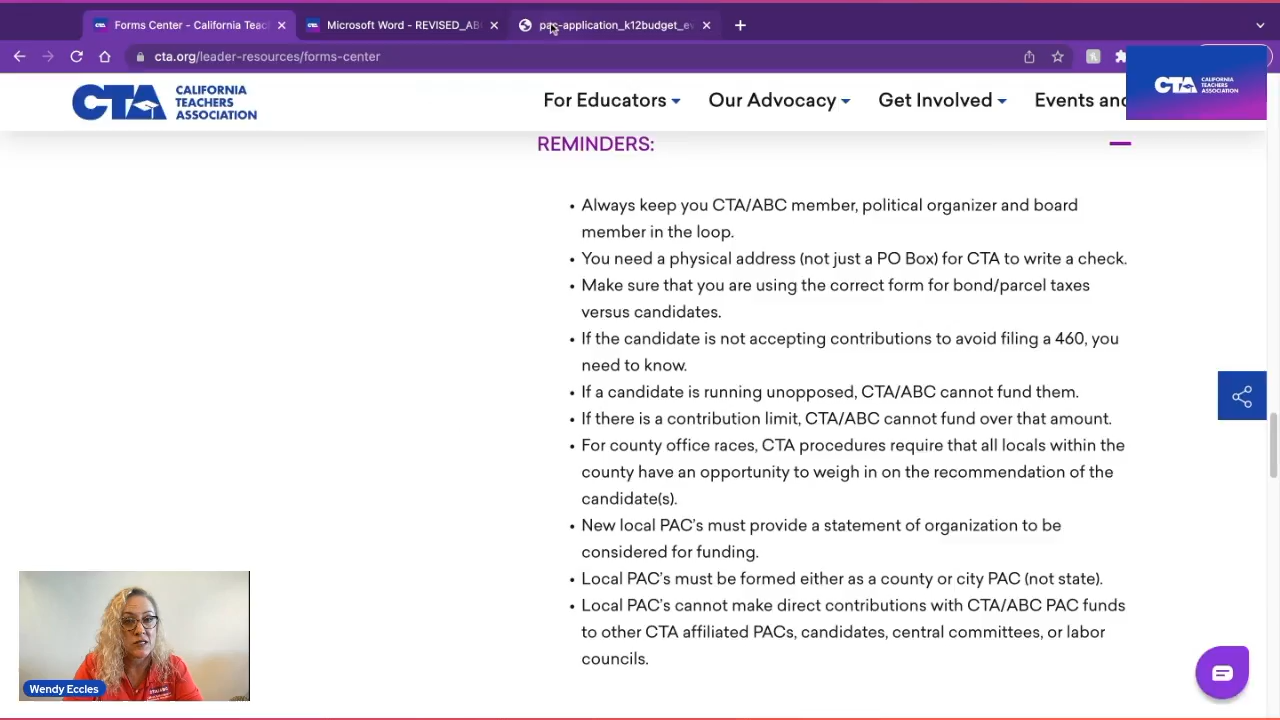 Forms Center - California Teac
Microsoft Word - REVISED_AB
pac-application_k12budget_e
cta.org/leader-resources/forms-center
CTA CALIFORNIA
TEACHERS
ASSOCIATION
For Educators
Our Advocacy
Get Involved
Events and
CTA CALIFORNIA
TEACHERS
ASSOCIATION
REMINDERS:
• Always keep you CTA/ABC member, political organizer and board
member in the loop.
• You need a physical address (not just a PO Box) for CTA to write a check.
• Make sure that you are using the correct form for bond/parcel taxes
versus candidates.
• If the candidate is not accepting contributions to avoid filing a 460, you
need to know.
• If a candidate is running unopposed, CTA/ABC cannot fund them.
• If there is a contribution limit, CTA/ABC cannot fund over that amount.
• For county office races, CTA procedures require that all locals within the
county have an opportunity to weigh in on the recommendation of the
candidate(s).
• New local PAC's must provide a statement of organization to be
considered for funding.
• Local PAC's must be formed either as a county or city PAC (not state).
• Local PAC's cannot make direct contributions with CTA/ABC PAC funds
to other CTA affiliated PACs, candidates, central committees, or labor
councils.
Wendy Eccles